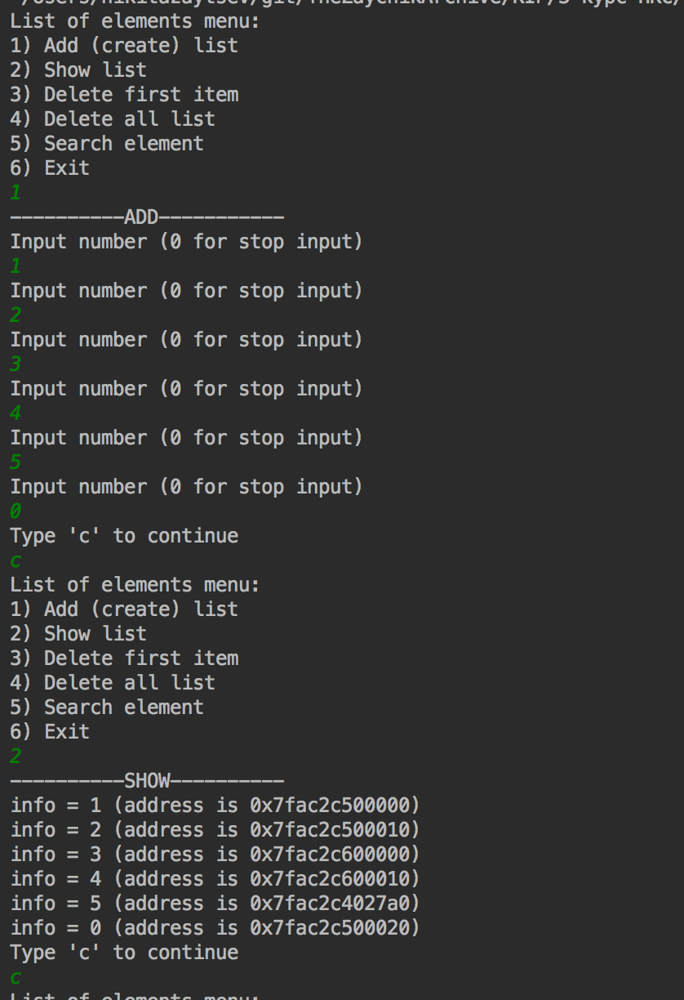 List of elements menu:
1) Add (create) list
2) Show list
3) Delete first item
4) Delete all list
5) Search element
6) Exit
1
----------ADD-----------
Input number (0 for stop input)
1
Input number (0 for stop input)
2
Input number (0 for stop input)
3
Input number (0 for stop input)
4
Input number (0 for stop input)
5
Input number (0 for stop input)
0
Type 'c' to continue
c
List of elements menu:
1) Add (create) list
2) Show list
3) Delete first item
4) Delete all list
5) Search element
6) Exit
2
----------SHOW----------
info = 1 (address is 0x7fac2c500000)
info = 2 (address is 0x7fac2c500010)
info = 3 (address is 0x7fac2c600000)
info = 4 (address is 0x7fac2c600010)
info = 5 (address is 0x7fac2c4027a0)
info = 0 (address is 0x7fac2c500020)
Type 'c' to continue
c
List of elements menu: